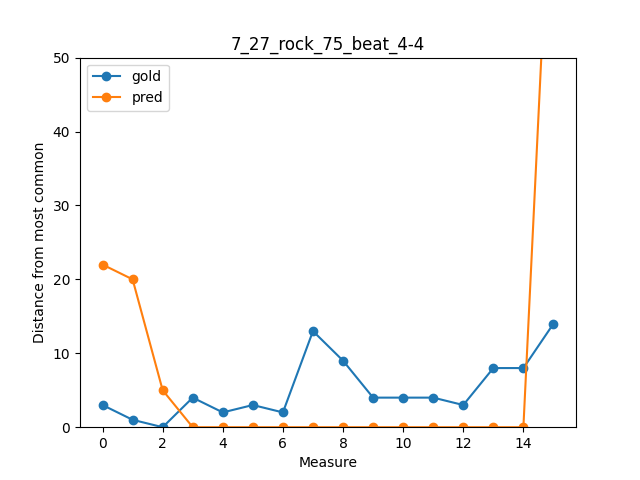 7_27_rock_75_beat_4-4
gold
pred
Distance from most common
50
40
30
20
10
0
0 2 4 6 8 10 12 14
Measure